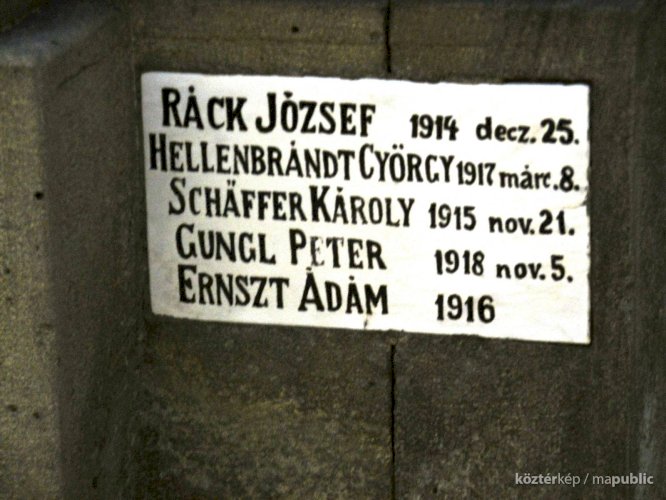 RÁCK JÓZSEF 1914 decz. 25.
HELLENBRÁNDT GYÖRGY 1917 márc. 8.
SCHÄFFER KÁROLY 1915 nov. 21.
GUNGL PÉTER 1918 nov. 5.
ERNSZT ÁDÁM 1916
köztérkép / mapublic